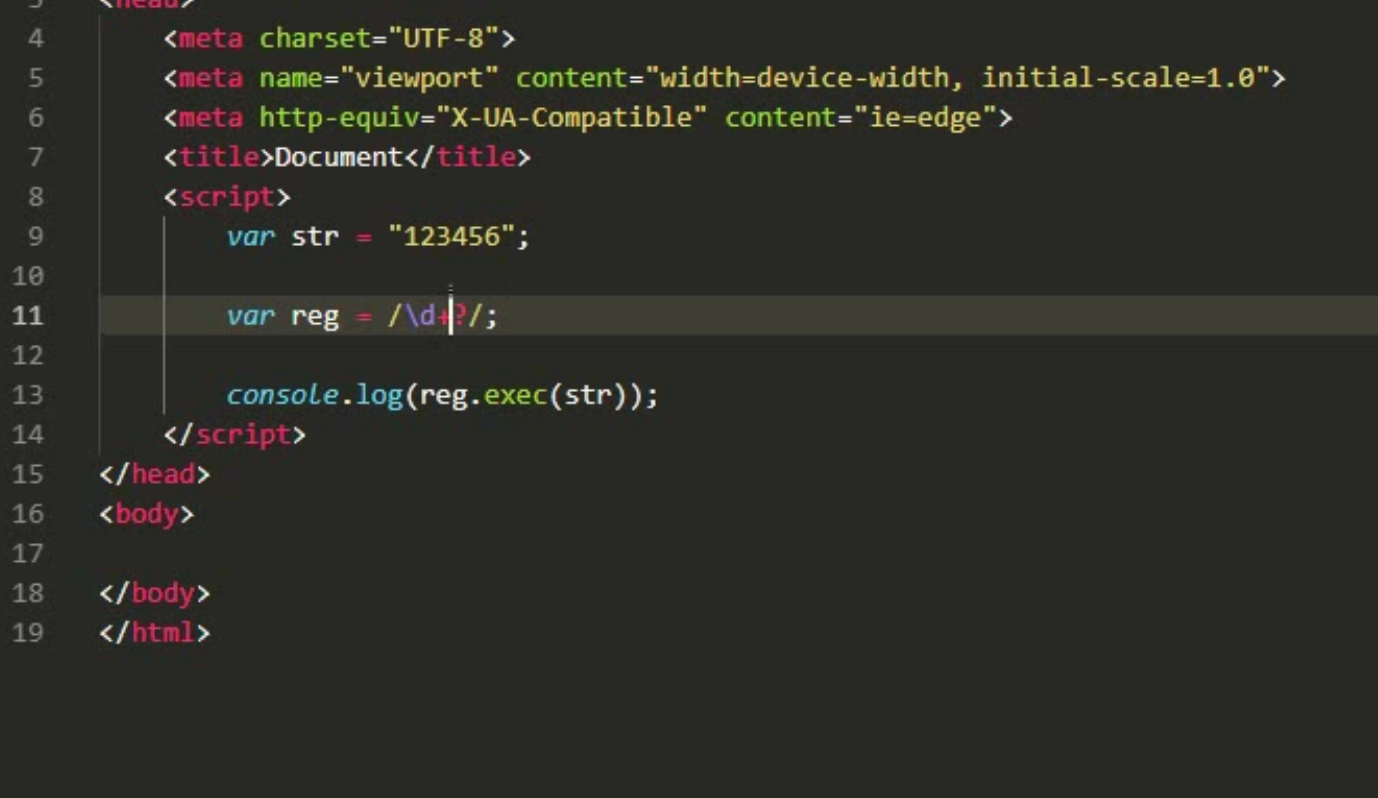 3 <head>
4 <meta charset="UTF-8">
5 <meta name="viewport" content="width=device-width, initial-scale=1.0">
6 <meta http-equiv="X-UA-Compatible" content="ie=edge">
7 <title>Document</title>
8 <script>
9 var str = "123456";
10
11 var reg = /\d+?/;
12
13 console.log(reg.exec(str));
14 </script>
15 </head>
16 <body>
17
18 </body>
19 </html>